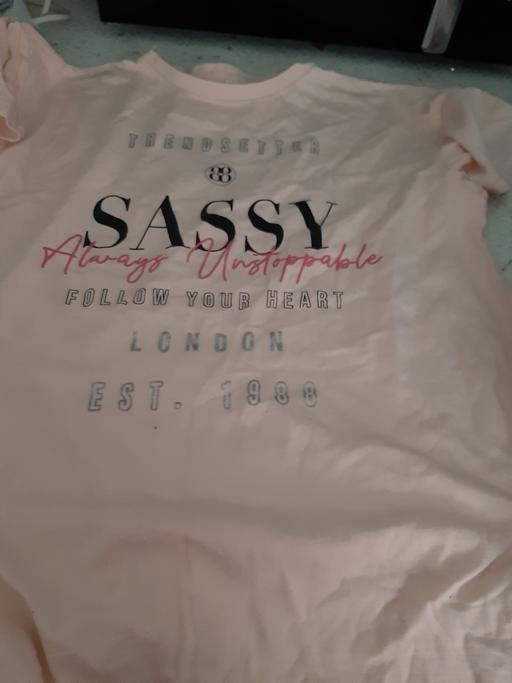 TRENDSETTER
88
SASSY
Always Unstoppable
FOLLOW YOUR HEART
LONDON
EST. 1988